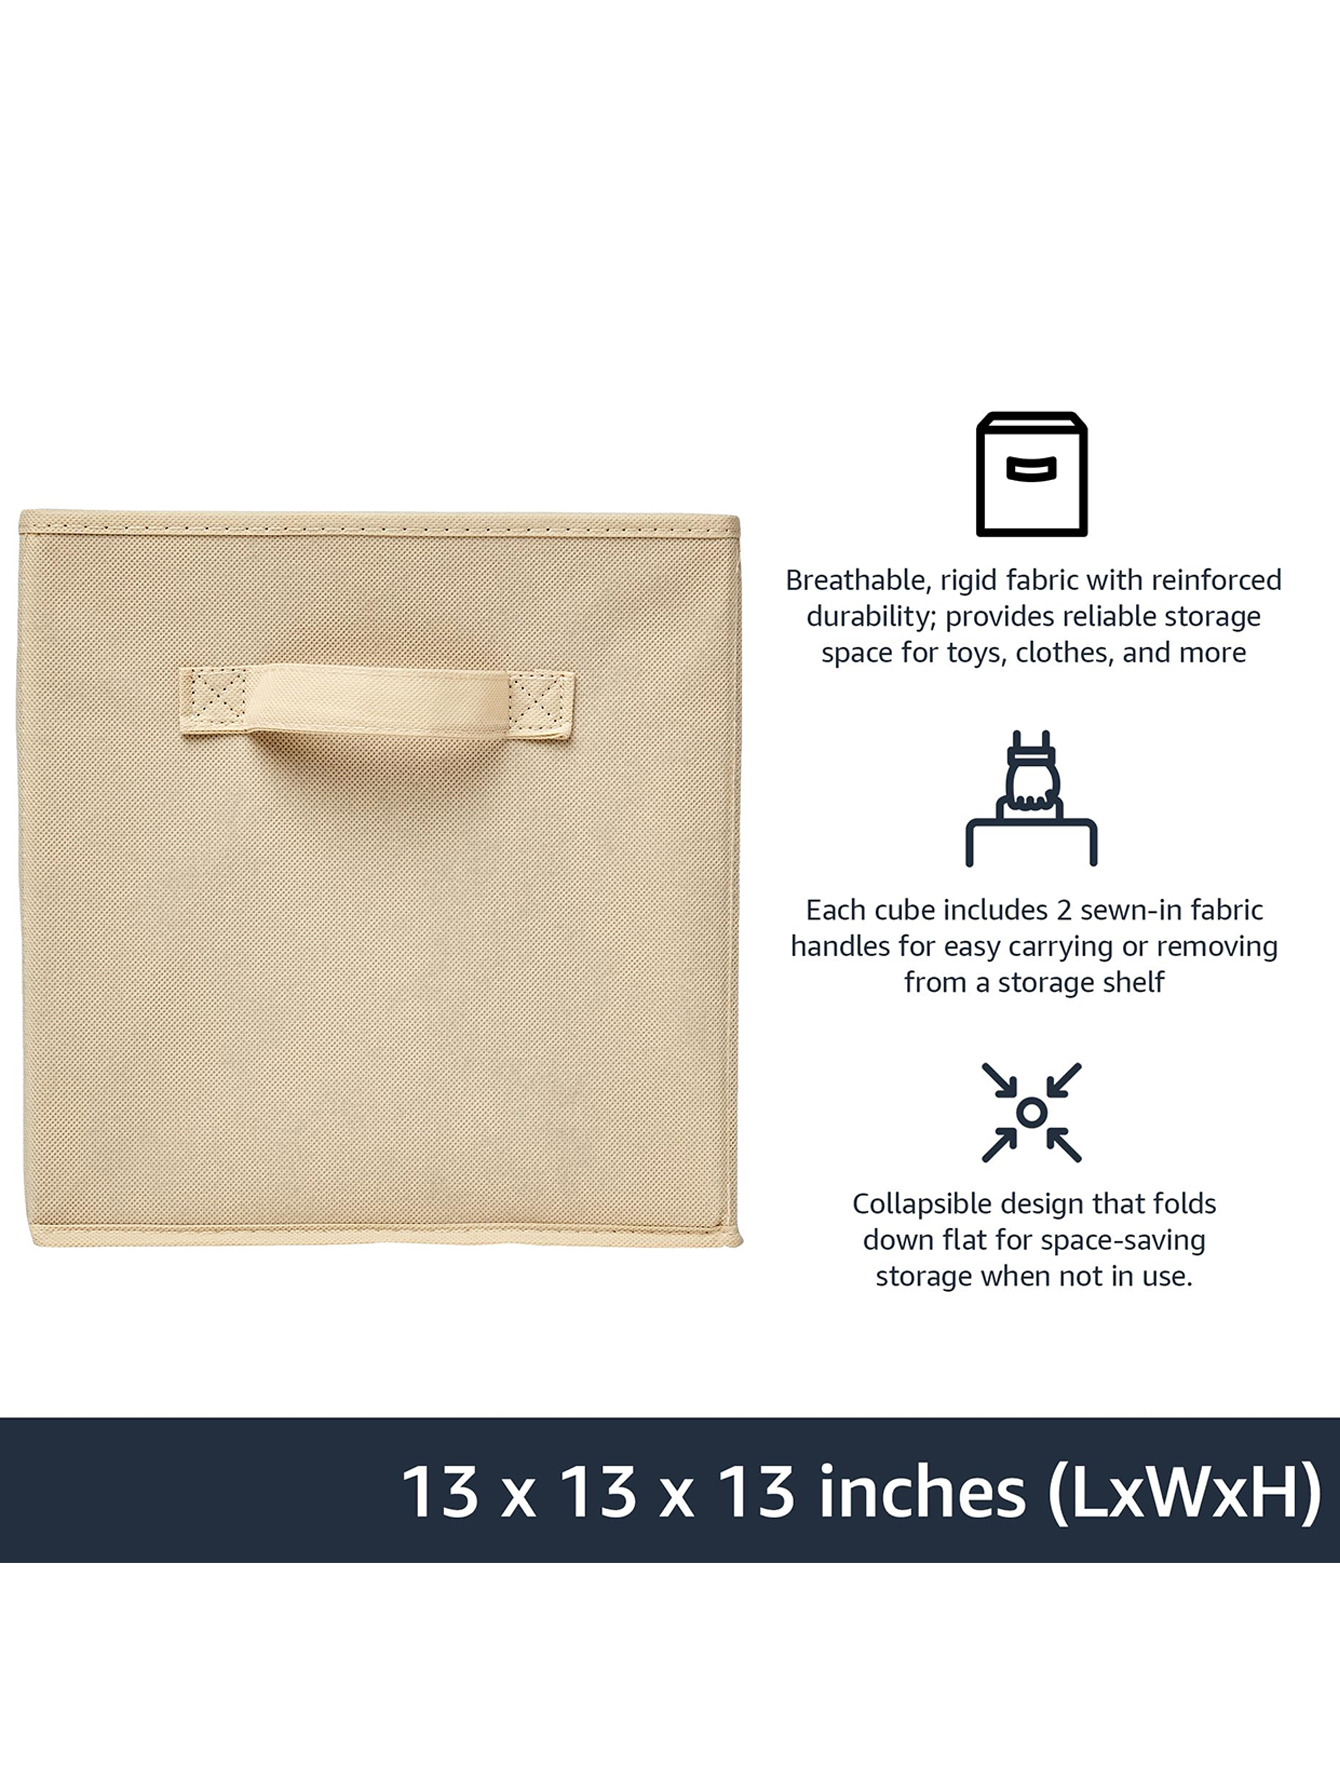 Breathable, rigid fabric with reinforced
durability; provides reliable storage
space for toys, clothes, and more
Each cube includes 2 sewn-in fabric
handles for easy carrying or removing
from a storage shelf
Collapsible design that folds
down flat for space-saving
storage when not in use.
13 x 13 x 13 inches (LxWxH)